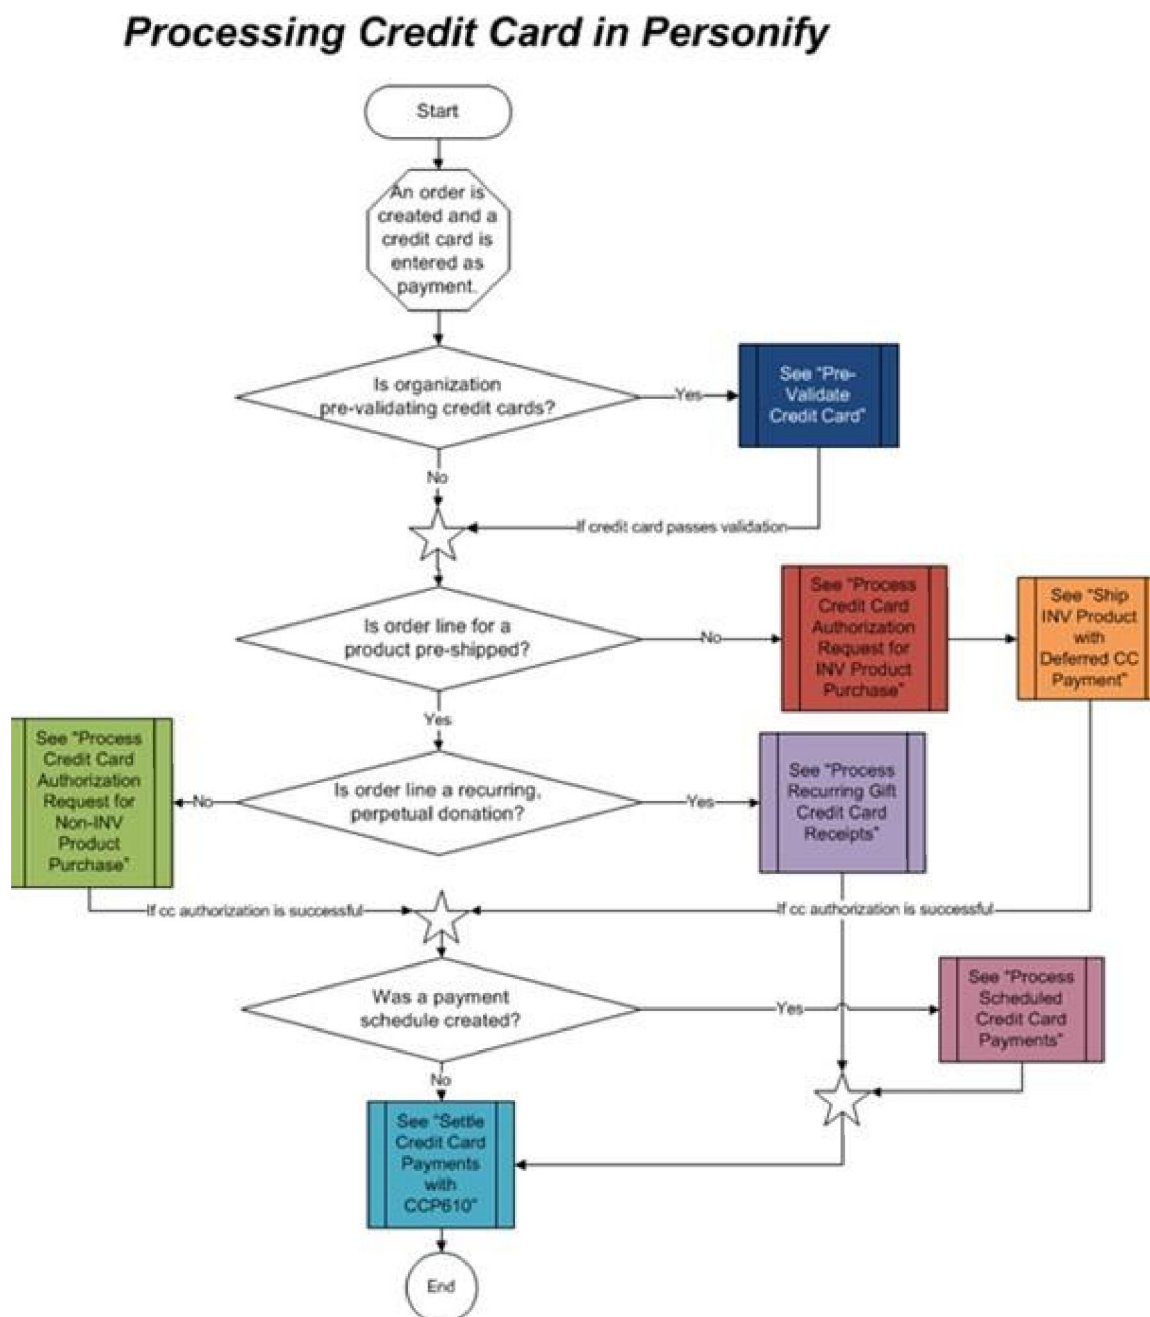 Processing Credit Card in Personify
Start
An order is
created and a
credit card is
entered as
payment.
Is organization
pre-validating credit cards?
Yes
See "Pre-
Validate
Credit Card"
No
If credit card passes validation
Is order line for a
product pre-shipped?
No
See "Process
Credit Card
Authorization
Request for
INV Product
Purchase"
See "Ship
INV Product
with
Deferred CC
Payment"
Yes
See "Process
Credit Card
Authorization
Request for
Non-INV
Product
Purchase"
No
Is order line a recurring,
perpetual donation?
Yes
See "Process
Recurring Gift
Credit Card
Receipts"
If cc authorization is successful
If cc authorization is successful
Was a payment
schedule created?
Yes
See "Process
Scheduled
Credit Card
Payments"
No
See "Settle
Credit Card
Payments
with
CCP610"
End